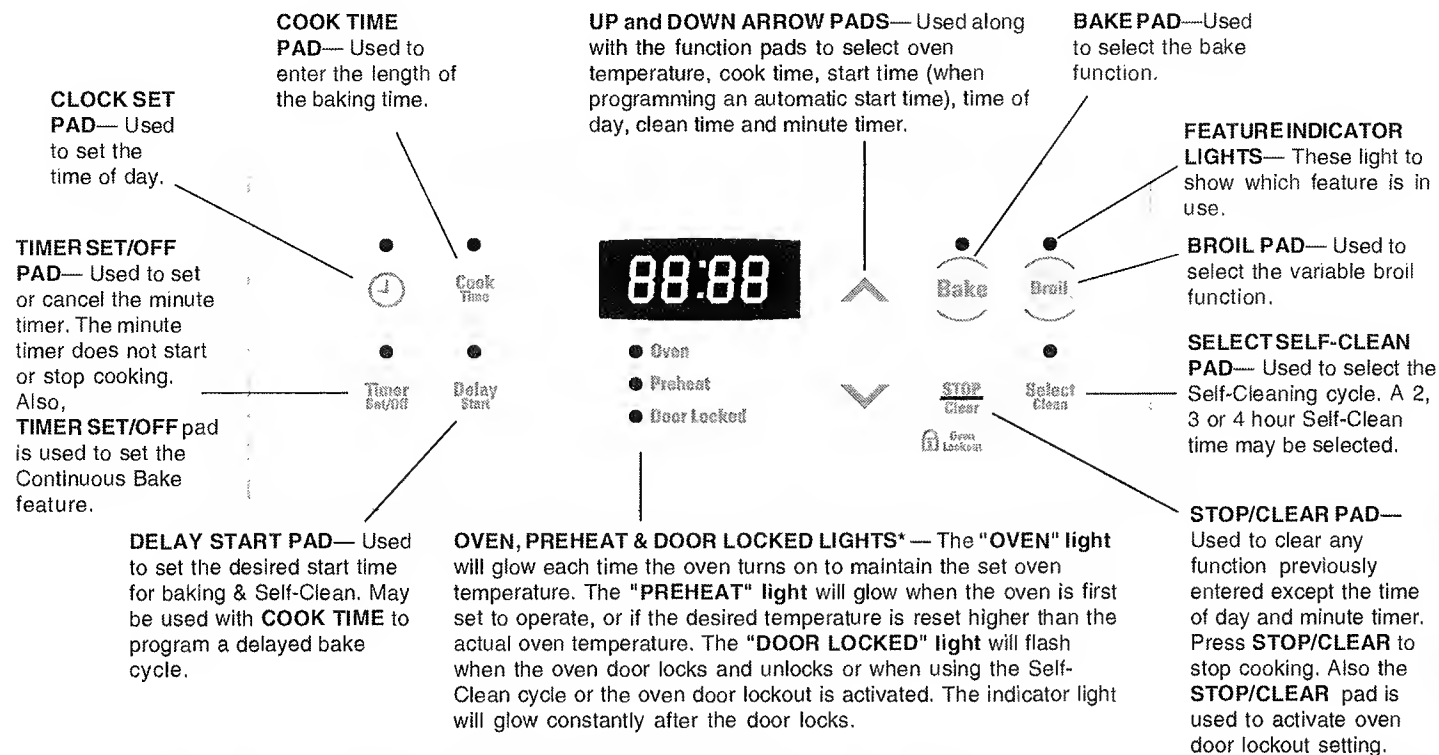 COOK TIME
PAD— Used to
enter the length of
the baking time.
UP and DOWN ARROW PADS— Used along
with the function pads to select oven
temperature, cook time, start time (when
programming an automatic start time), time of
day, clean time and minute timer.
BAKE PAD—Used
to select the bake
function.
CLOCK SET
PAD— Used
to set the
time of day.
FEATURE INDICATOR
LIGHTS— These light to
show which feature is in
use.
TIMER SET/OFF
PAD— Used to set
or cancel the minute
timer. The minute
timer does not start
or stop cooking.
Also,
TIMER SET/OFF pad
is used to set the
Continuous Bake
feature.
Cook
Time
88:88
Bake
Broil
BROIL PAD— Used to
select the variable broil
function.
Timer
Set/Off
Delay
Start
Oven
Preheat
Door Locked
STOP
Clear
Oven
Lockout
Select
Clean
SELECT SELF-CLEAN
PAD— Used to select the
Self-Cleaning cycle. A 2,
3 or 4 hour Self-Clean
time may be selected.
DELAY START PAD— Used
to set the desired start time
for baking & Self-Clean. May
be used with COOK TIME to
program a delayed bake
cycle.
OVEN, PREHEAT & DOOR LOCKED LIGHTS* — The "OVEN" light
will glow each time the oven turns on to maintain the set oven
temperature. The "PREHEAT" light will glow when the oven is first
set to operate, or if the desired temperature is reset higher than the
actual oven temperature. The "DOOR LOCKED" light will flash
when the oven door locks and unlocks or when using the Self-
Clean cycle or the oven door lockout is activated. The indicator light
will glow constantly after the door locks.
STOP/CLEAR PAD—
Used to clear any
function previously
entered except the time
of day and minute timer.
Press STOP/CLEAR to
stop cooking. Also the
STOP/CLEAR pad is
used to activate oven
door lockout setting.